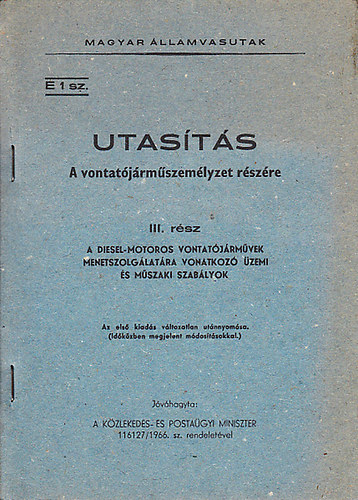 MAGYAR ÁLLAMVASUTAK
E 1 sz.
UTASÍTÁS
A vontatójárműszemélyzet részére
III. rész
A DIESEL-MOTOROS VONTATÓJÁRMŰVEK
MENETSZOLGÁLATÁRA VONATKOZÓ ÜZEMI
ÉS MŰSZAKI SZABÁLYOK
Az első kiadás változatlan utánnyomása.
(Időközben megjelent módosításokkal.)
Jóváhagyta:
A KÖZLEKEDÉS- ÉS POSTAÜGYI MINISZTER
116127/1966. sz. rendeletével